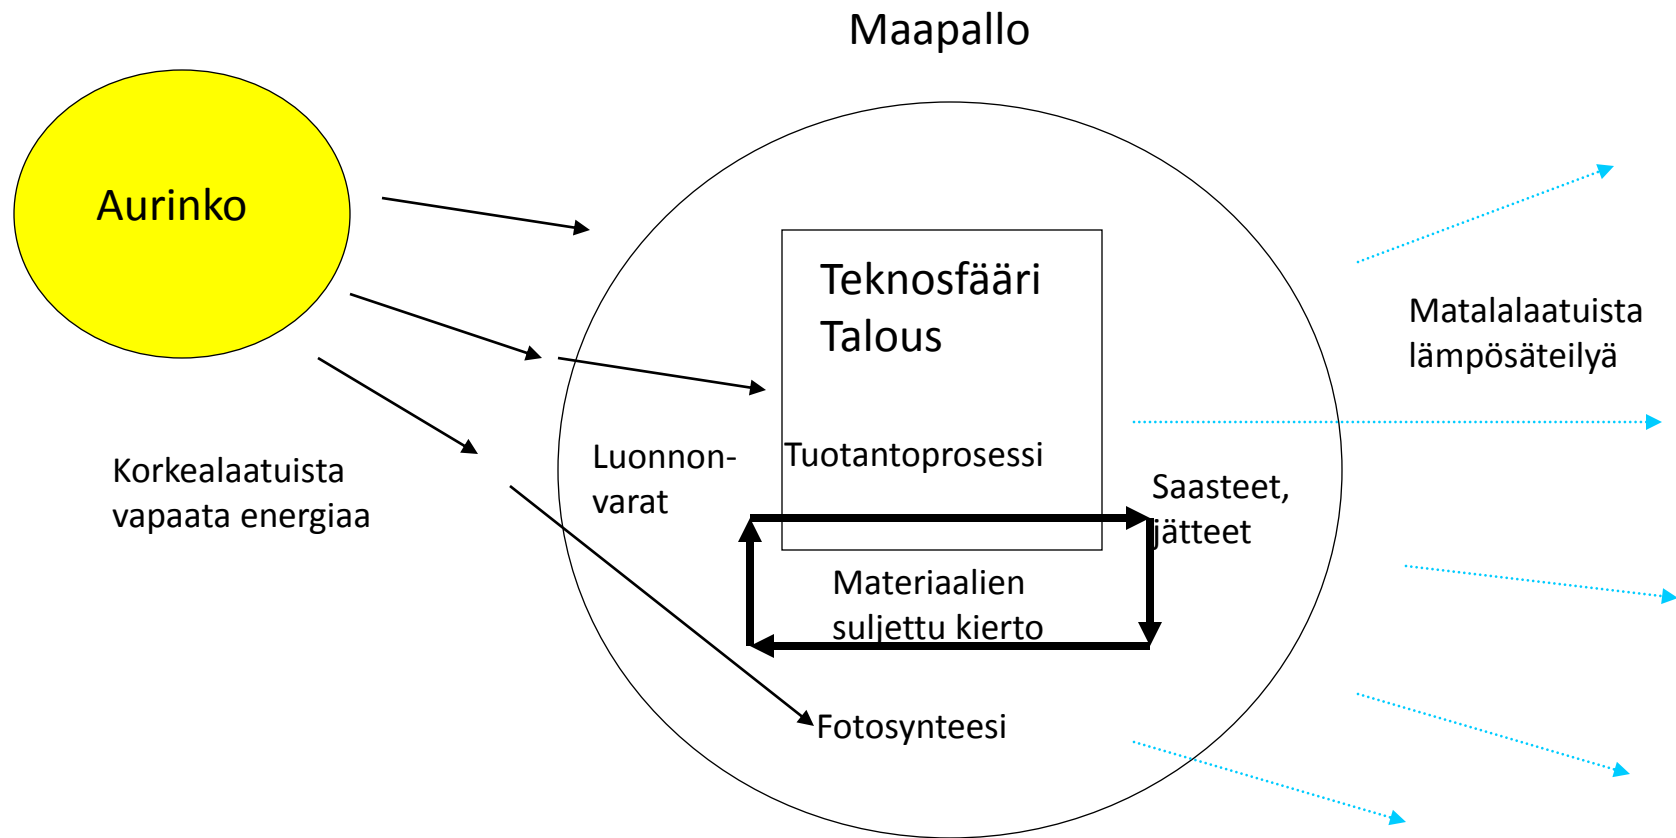 Maapallo
Aurinko
Teknosfääri
Talous
Matalalaatuista
lämpösäteilyä
Korkealaatuista
vapaata energiaa
Luonnon-
varat
Tuotantoprosessi
Saasteet,
jätteet
Materiaalien
suljettu kierto
Fotosynteesi